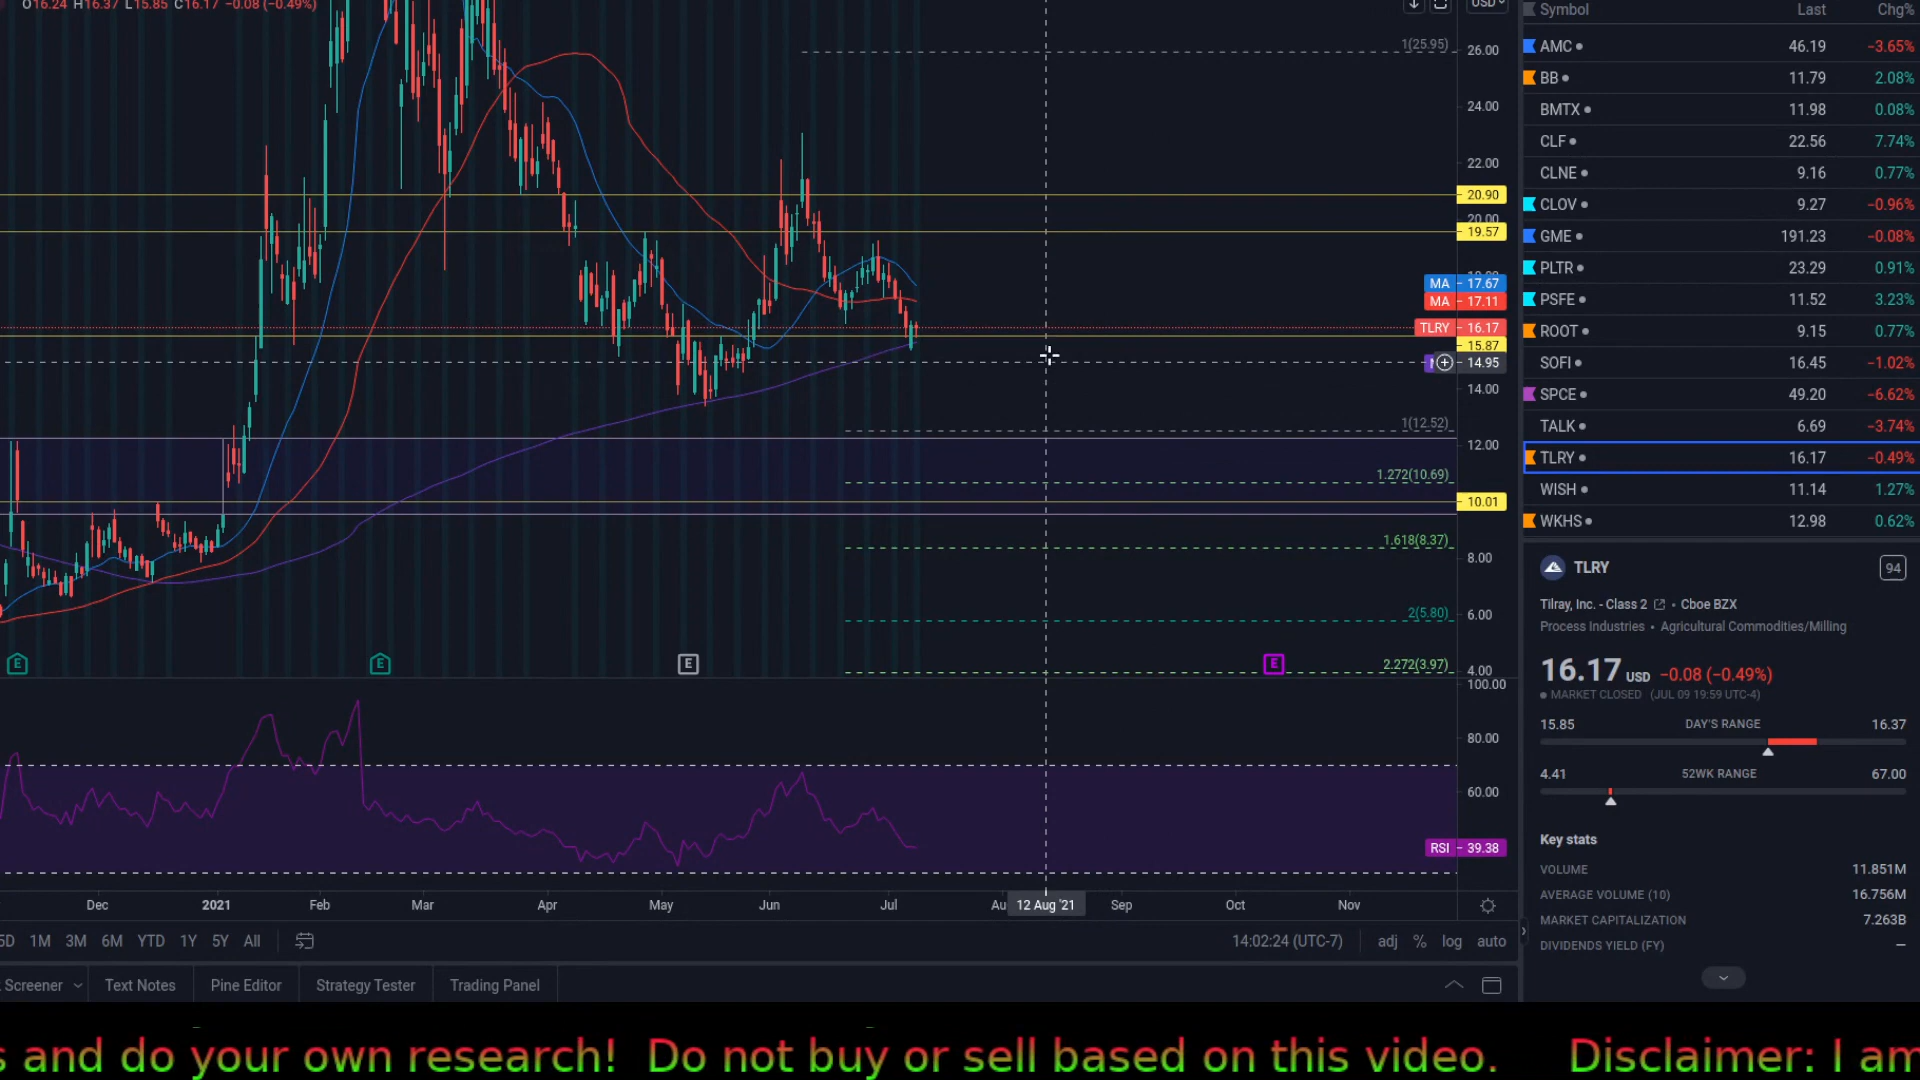 O16.24 H16.37 L15.85 C16.17 −0.08 (−0.49%)
USD
Symbol Last Chg%
1(25.95)
26.00
24.00
22.00
20.90
20.00
19.57
MA 17.67
MA 17.11
TLRY 16.17
15.87
14.95
14.00
1(12.52)
12.00
1.272(10.69)
10.01
1.618(8.37)
8.00
2(5.80)
6.00
2.272(3.97)
4.00
E E E E
100.00
80.00
60.00
RSI 39.38
Dec 2021 Feb Mar Apr May Jun Jul Au 12 Aug '21 Sep Oct Nov
5D 1M 3M 6M YTD 1Y 5Y All
14:02:24 (UTC-7) adj % log auto
Screener Text Notes Pine Editor Strategy Tester Trading Panel
AMC 46.19 −3.65%
BB 11.79 2.08%
BMTX 11.98 0.08%
CLF 22.56 7.74%
CLNE 9.16 0.77%
CLOV 9.27 −0.96%
GME 191.23 −0.08%
PLTR 23.29 0.91%
PSFE 11.52 3.23%
ROOT 9.15 0.77%
SOFI 16.45 −1.02%
SPCE 49.20 −6.62%
TALK 6.69 −3.74%
TLRY 16.17 −0.49%
WISH 11.14 1.27%
WKHS 12.98 0.62%
TLRY 94
Tilray, Inc. - Class 2 • Cboe BZX
Process Industries • Agricultural Commodities/Milling
16.17 USD −0.08 (−0.49%)
MARKET CLOSED (JUL 09 19:59 UTC-4)
15.85 DAY'S RANGE 16.37
4.41 52WK RANGE 67.00
Key stats
VOLUME 11.851M
AVERAGE VOLUME (10) 16.756M
MARKET CAPITALIZATION 7.263B
DIVIDENDS YIELD (FY) —
s and do your own research! Do not buy or sell based on this video. Disclaimer: I am